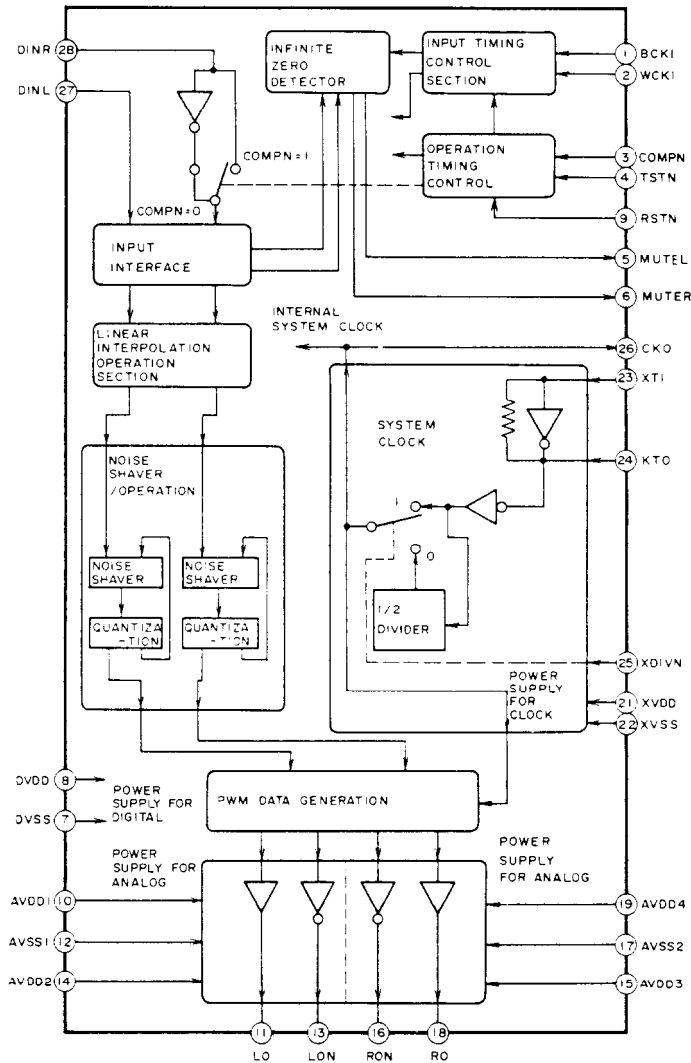 DINR 28
DINL 27
INFINITE
ZERO
DETECTOR
INPUT TIMING
CONTROL
SECTION
1 BCKI
2 WCKI
COMPN=1
OPERATION
TIMING
CONTROL
3 COMPN
4 TSTN
9 RSTN
COMPN=0
INPUT
INTERFACE
5 MUTEL
6 MUTER
INTERNAL
SYSTEM CLOCK
26 CKO
LINEAR
INTERPOLATION
OPERATION
SECTION
23 XTI
SYSTEM
CLOCK
24 KTO
NOISE
SHAVER
/OPERATION
1
0
NOISE
SHAVER
NOISE
SHAVER
QUANTIZA
-TION
QUANTIZA
-TION
1/2
DIVIDER
25 XDIVN
POWER
SUPPLY
FOR
CLOCK
21 XVDD
22 XVSS
DVDD 8
DVSS 7
POWER
SUPPLY FOR
DIGITAL
PWM DATA GENERATION
POWER
SUPPLY FOR
ANALOG
POWER
SUPPLY
FOR ANALOG
AVDD1 10
AVSS1 12
AVDD2 14
19 AVDD4
17 AVSS2
15 AVDD3
11 13 16 18
LO LON RON RO